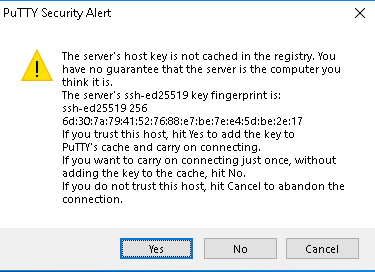 PuTTY Security Alert
The server's host key is not cached in the registry. You
have no guarantee that the server is the computer you
think it is.
The server's ssh-ed25519 key fingerprint is:
ssh-ed25519 256
6d:30:7a:79:41:52:76:88:e7:be:7e:e4:5d:be:2e:17
If you trust this host, hit Yes to add the key to
PuTTY's cache and carry on connecting.
If you want to carry on connecting just once, without
adding the key to the cache, hit No.
If you do not trust this host, hit Cancel to abandon the
connection.
Yes
No
Cancel